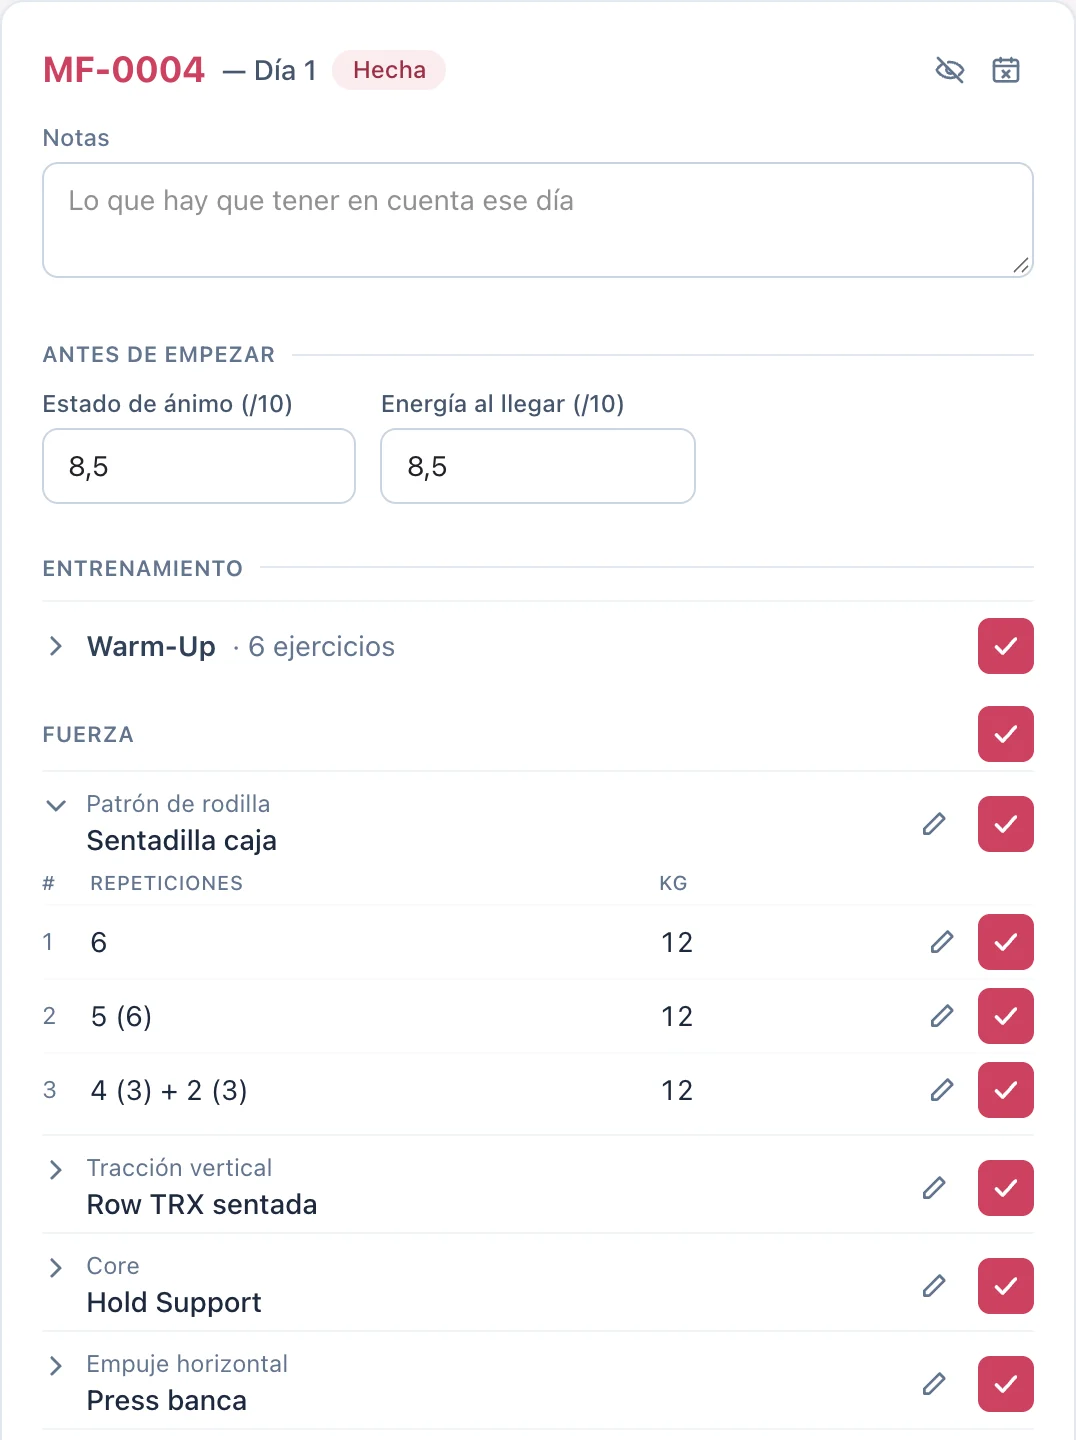 MF-0004 — Día 1 Hecha
Notas
Lo que hay que tener en cuenta ese día
ANTES DE EMPEZAR
Estado de ánimo (/10) Energía al llegar (/10)
8,5 8,5
ENTRENAMIENTO
Warm-Up · 6 ejercicios
FUERZA
Patrón de rodilla
Sentadilla caja
# REPETICIONES KG
1 6 12
2 5 (6) 12
3 4 (3) + 2 (3) 12
Tracción vertical
Row TRX sentada
Core
Hold Support
Empuje horizontal
Press banca